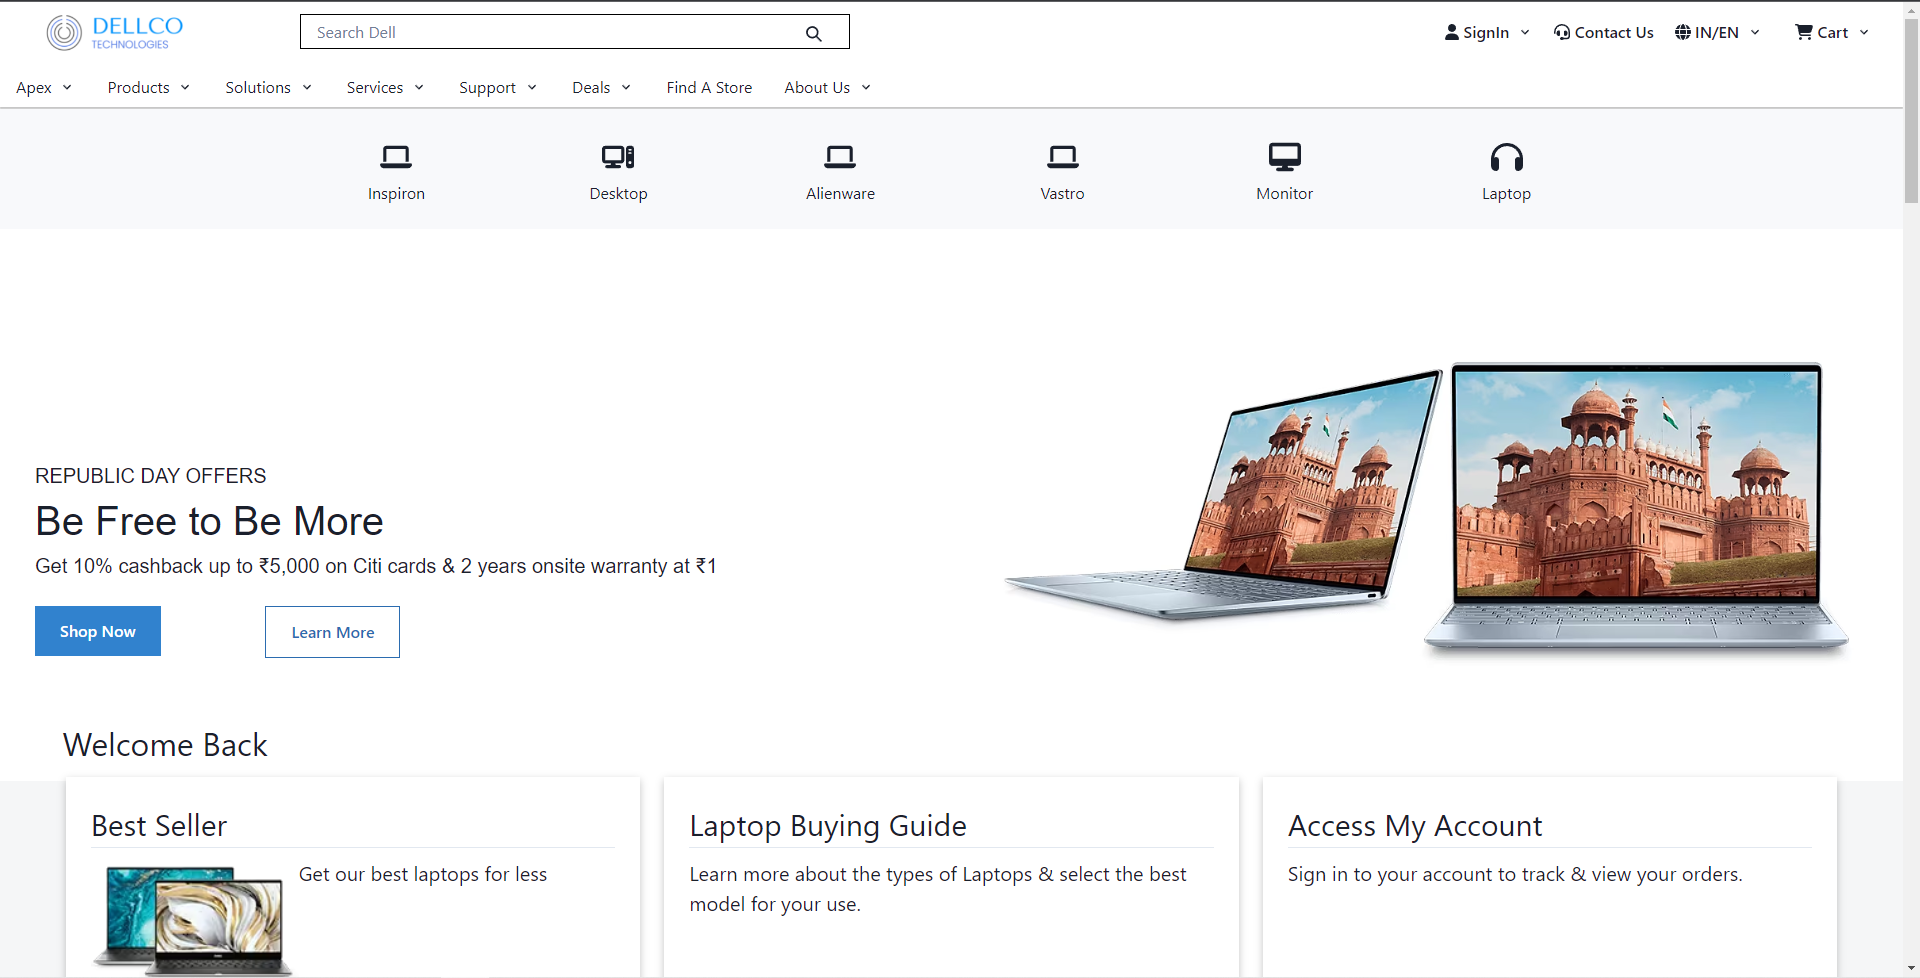 DELLCO
TECHNOLOGIES
Search Dell
SignIn
Contact Us
IN/EN
Cart
Apex
Products
Solutions
Services
Support
Deals
Find A Store
About Us
Inspiron
Desktop
Alienware
Vastro
Monitor
Laptop
REPUBLIC DAY OFFERS
Be Free to Be More
Get 10% cashback up to ₹5,000 on Citi cards & 2 years onsite warranty at ₹1
Shop Now
Learn More
Welcome Back
Best Seller
Get our best laptops for less
Laptop Buying Guide
Learn more about the types of Laptops & select the best
model for your use.
Access My Account
Sign in to your account to track & view your orders.